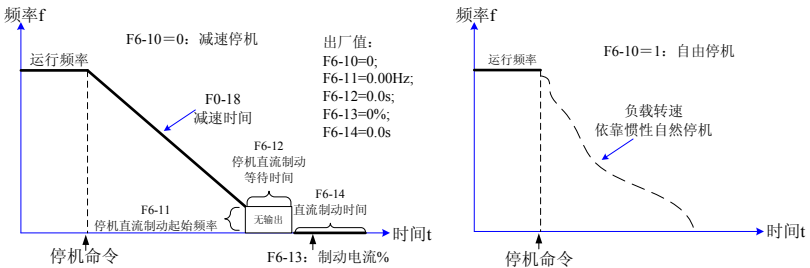 频率f
F6-10＝0：减速停机
运行频率
F0-18
减速时间
出厂值：
F6-10=0;
F6-11=0.00Hz;
F6-12=0.0s;
F6-13=0%;
F6-14=0.0s
F6-12
停机直流制动
等待时间
F6-11
停机直流制动起始频率
无输出
F6-14
直流制动时间
时间t
停机命令
F6-13：制动电流%
频率f
F6-10＝1：自由停机
运行频率
负载转速
依靠惯性自然停机
时间t
停机命令